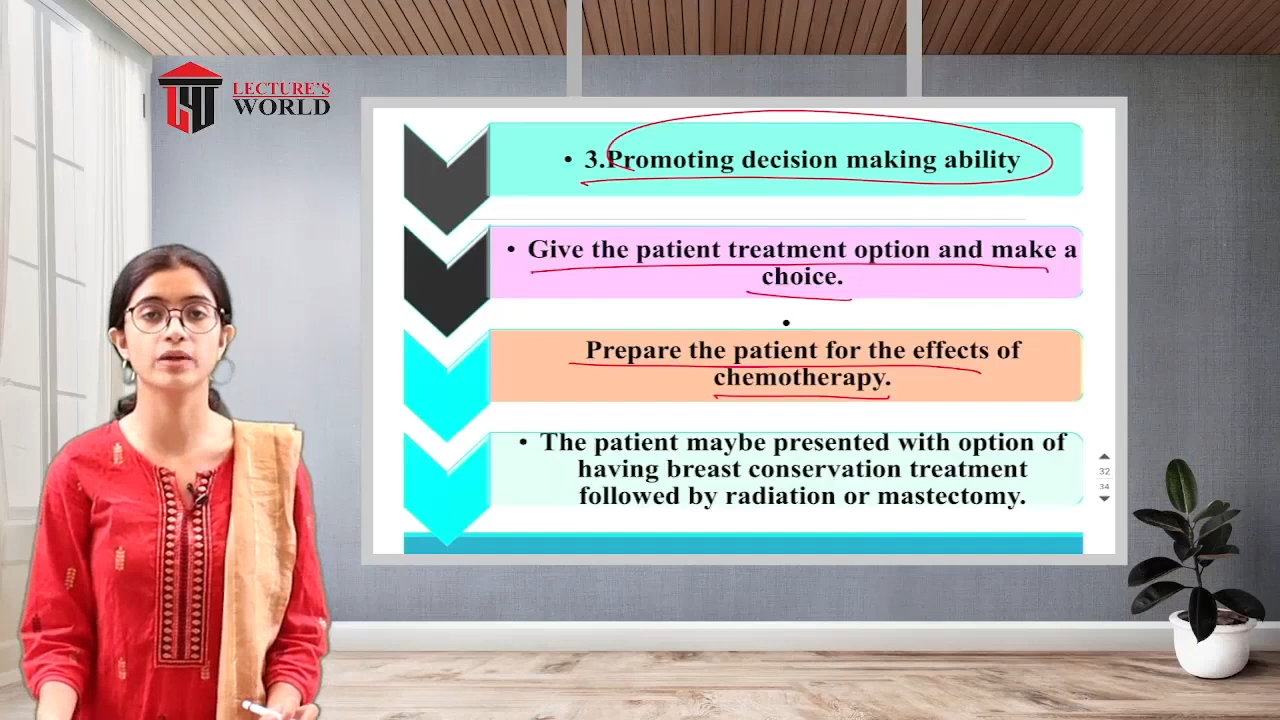 LECTURE'S
WORLD
• 3.Promoting decision making ability
• Give the patient treatment option and make a
choice.
•
Prepare the patient for the effects of
chemotherapy.
• The patient maybe presented with option of
having breast conservation treatment
followed by radiation or mastectomy.
32
34